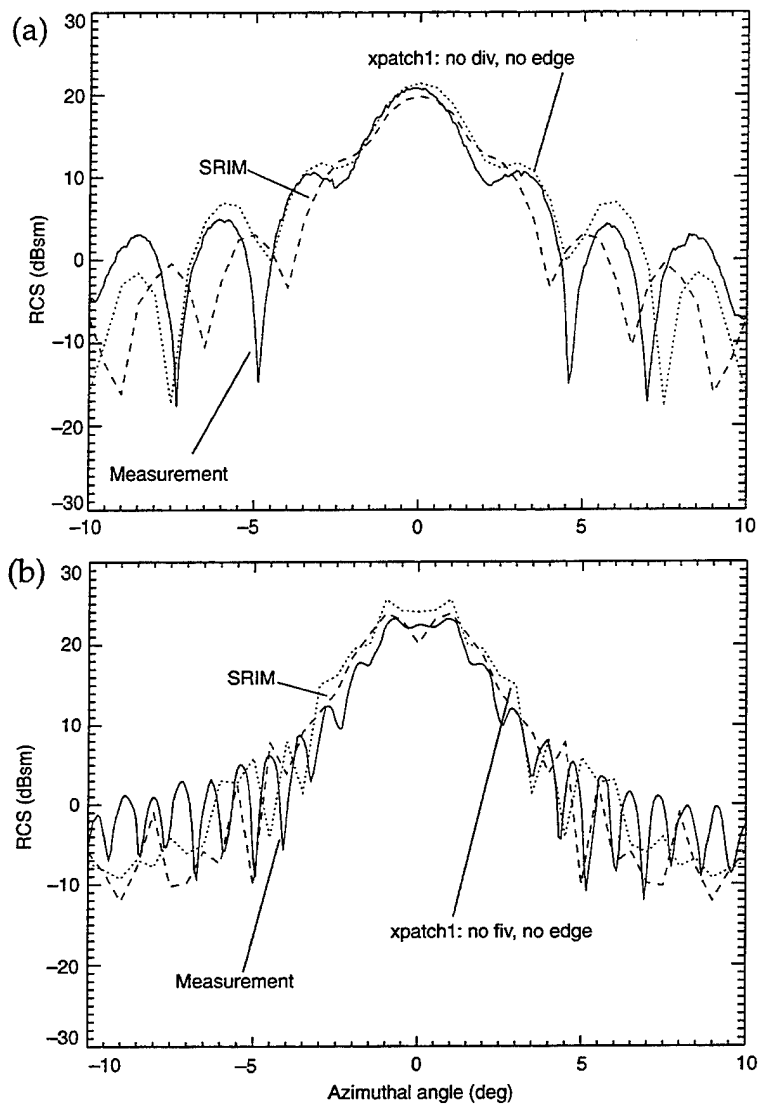 (a)
30
20
10
0
−10
−20
−30
RCS (dBsm)
xpatch1: no div, no edge
SRIM
Measurement
−10
−5
0
5
10
(b)
30
20
10
0
−10
−20
−30
RCS (dBsm)
SRIM
xpatch1: no fiv, no edge
Measurement
−10
−5
0
5
10
Azimuthal angle (deg)